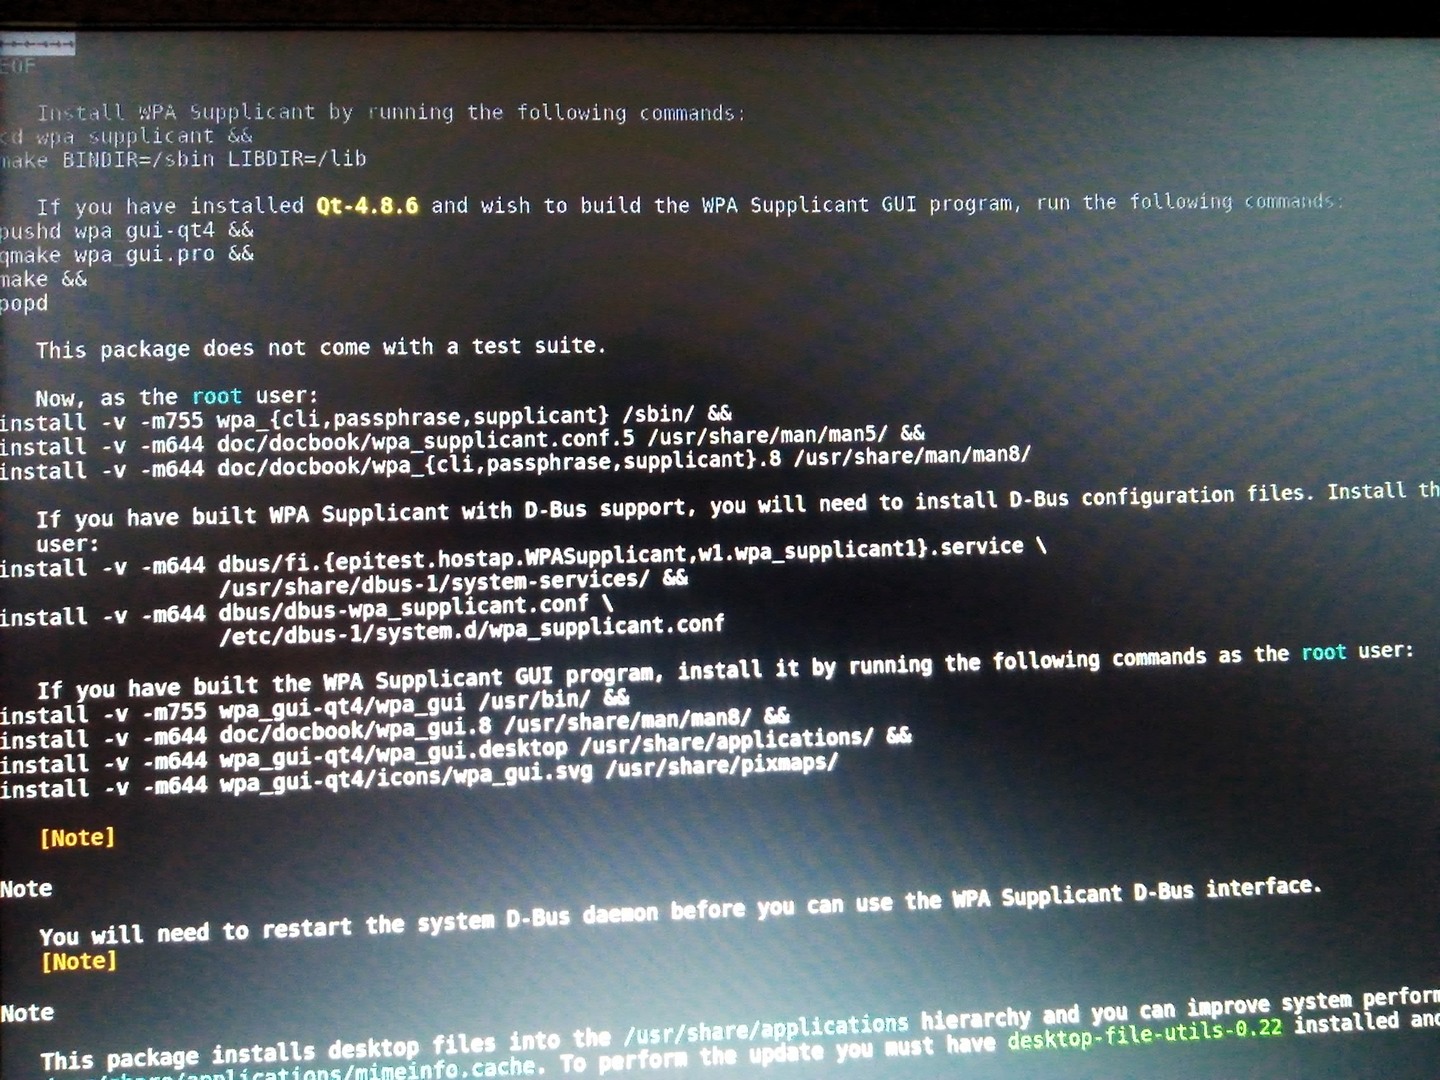 EOF
Install WPA Supplicant by running the following commands:
cd wpa_supplicant &&
make BINDIR=/sbin LIBDIR=/lib
If you have installed Qt-4.8.6 and wish to build the WPA Supplicant GUI program, run the following commands:
pushd wpa_gui-qt4 &&
qmake wpa_gui.pro &&
make &&
popd
This package does not come with a test suite.
Now, as the root user:
install -v -m755 wpa_{cli,passphrase,supplicant} /sbin/ &&
install -v -m644 doc/docbook/wpa_supplicant.conf.5 /usr/share/man/man5/ &&
install -v -m644 doc/docbook/wpa_{cli,passphrase,supplicant}.8 /usr/share/man/man8/
If you have built WPA Supplicant with D-Bus support, you will need to install D-Bus configuration files. Install th
user:
install -v -m644 dbus/fi.{epitest.hostap.WPASupplicant,w1.wpa_supplicant1}.service \
/usr/share/dbus-1/system-services/ &&
install -v -m644 dbus/dbus-wpa_supplicant.conf \
/etc/dbus-1/system.d/wpa_supplicant.conf
If you have built the WPA Supplicant GUI program, install it by running the following commands as the root user:
install -v -m755 wpa_gui-qt4/wpa_gui /usr/bin/ &&
install -v -m644 doc/docbook/wpa_gui.8 /usr/share/man/man8/ &&
install -v -m644 wpa_gui-qt4/wpa_gui.desktop /usr/share/applications/ &&
install -v -m644 wpa_gui-qt4/icons/wpa_gui.svg /usr/share/pixmaps/
[Note]
Note
You will need to restart the system D-Bus daemon before you can use the WPA Supplicant D-Bus interface.
[Note]
Note
This package installs desktop files into the /usr/share/applications hierarchy and you can improve system perform
/share/applications/mimeinfo.cache. To perform the update you must have desktop-file-utils-0.22 installed and